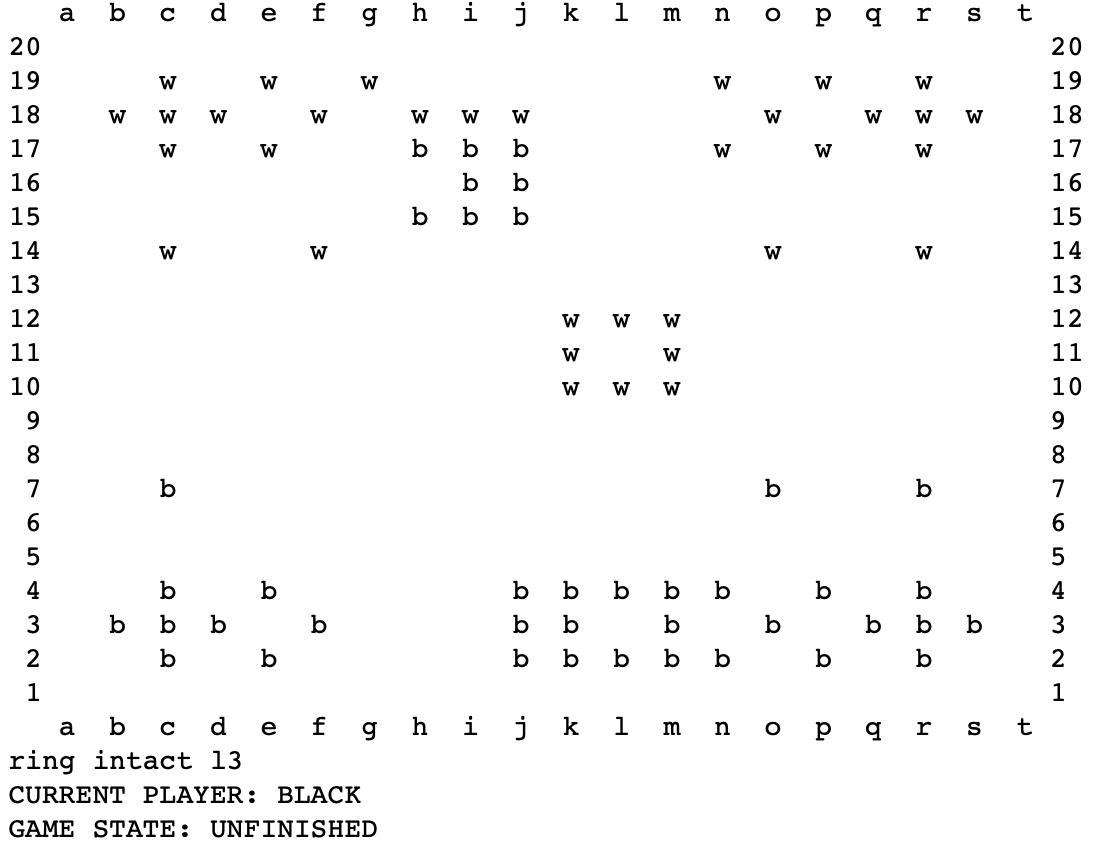 a b c d e f g h i j k l m n o p q r s t
20 20
19 w w w w w w 19
18 w w w w w w w w w w w 18
17 w w b b b w w w 17
16 b b 16
15 b b b 15
14 w w w w 14
13 13
12 w w w 12
11 w w 11
10 w w w 10
9 9
8 8
7 b b b 7
6 6
5 5
4 b b b b b b b b b 4
3 b b b b b b b b b b b 3
2 b b b b b b b b b 2
1 1
a b c d e f g h i j k l m n o p q r s t
ring intact l3
CURRENT PLAYER: BLACK
GAME STATE: UNFINISHED